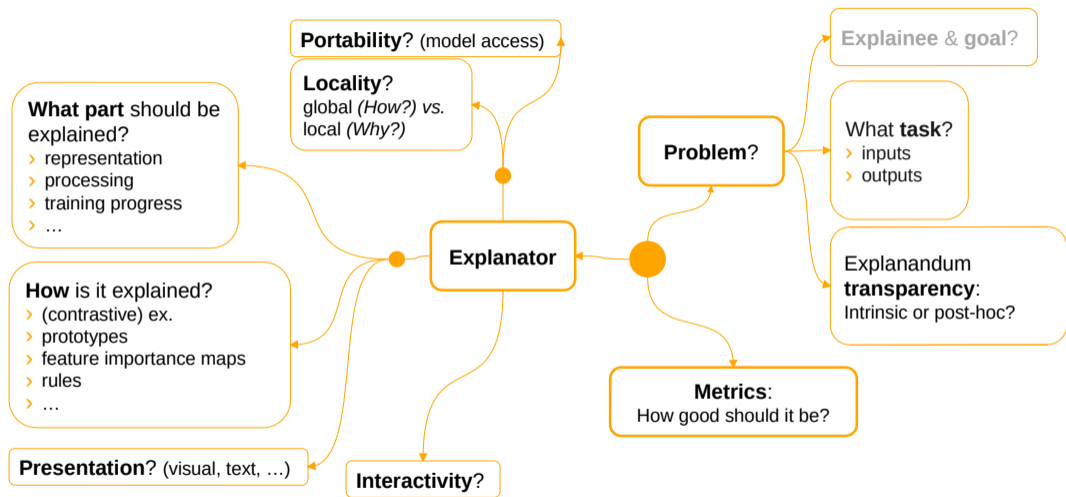 Portability? (model access)
Locality?
global (How?) vs.
local (Why?)
What part should be
explained?
› representation
› processing
› training progress
› …
How is it explained?
› (contrastive) ex.
› prototypes
› feature importance maps
› rules
› …
Presentation? (visual, text, …)
Interactivity?
Explanator
Problem?
Explainee & goal?
What task?
› inputs
› outputs
Explanandum
transparency:
Intrinsic or post-hoc?
Metrics:
How good should it be?